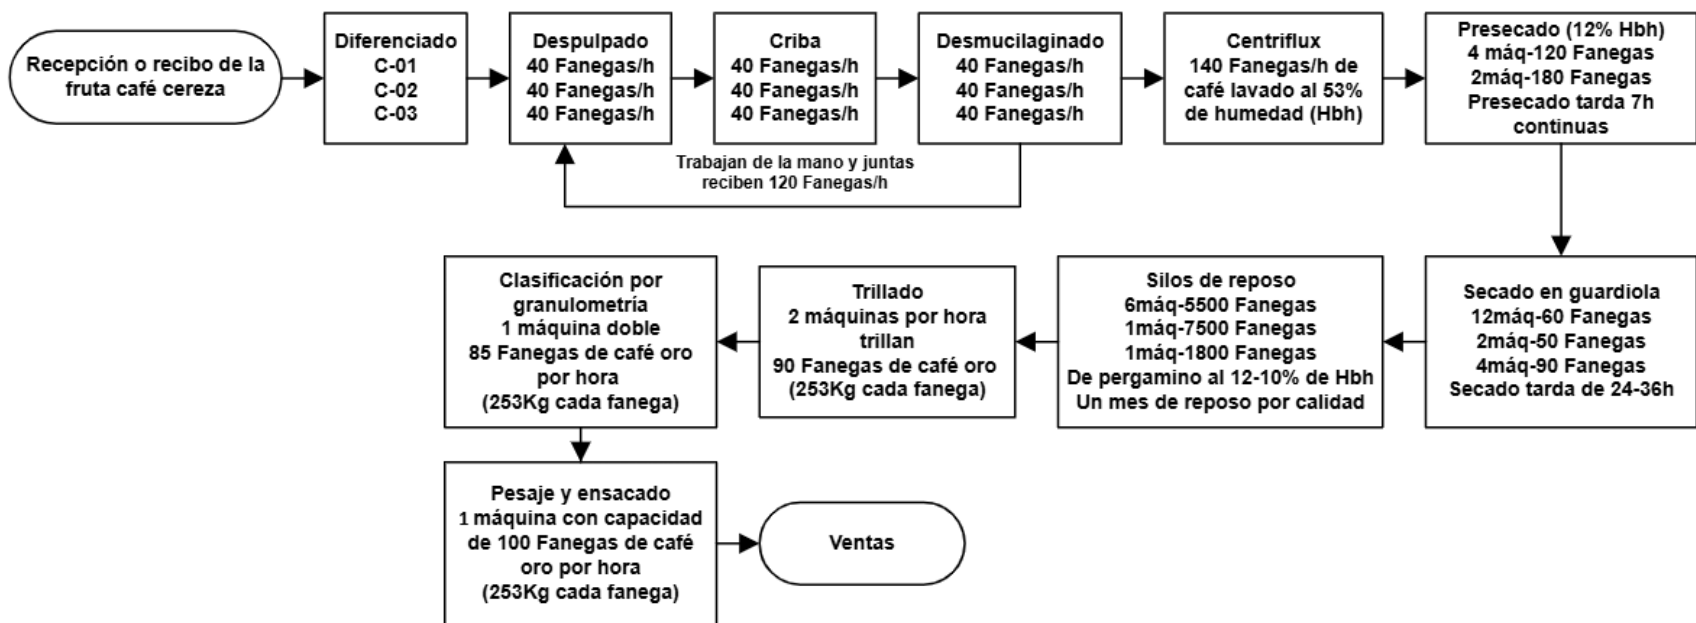 Recepción o recibo de la
fruta café cereza
Diferenciado
C-01
C-02
C-03
Despulpado
40 Fanegas/h
40 Fanegas/h
40 Fanegas/h
Criba
40 Fanegas/h
40 Fanegas/h
40 Fanegas/h
Desmucilaginado
40 Fanegas/h
40 Fanegas/h
40 Fanegas/h
Trabajan de la mano y juntas
reciben 120 Fanegas/h
Centriflux
140 Fanegas/h de
café lavado al 53%
de humedad (Hbh)
Presecado (12% Hbh)
4 máq-120 Fanegas
2máq-180 Fanegas
Presecado tarda 7h
continuas
Secado en guardiola
12máq-60 Fanegas
2máq-50 Fanegas
4máq-90 Fanegas
Secado tarda de 24-36h
Silos de reposo
6máq-5500 Fanegas
1máq-7500 Fanegas
1máq-1800 Fanegas
De pergamino al 12-10% de Hbh
Un mes de reposo por calidad
Trillado
2 máquinas por hora
trillan
90 Fanegas de café oro
(253Kg cada fanega)
Clasificación por
granulometría
1 máquina doble
85 Fanegas de café oro
por hora
(253Kg cada fanega)
Pesaje y ensacado
1 máquina con capacidad
de 100 Fanegas de café
oro por hora
(253Kg cada fanega)
Ventas